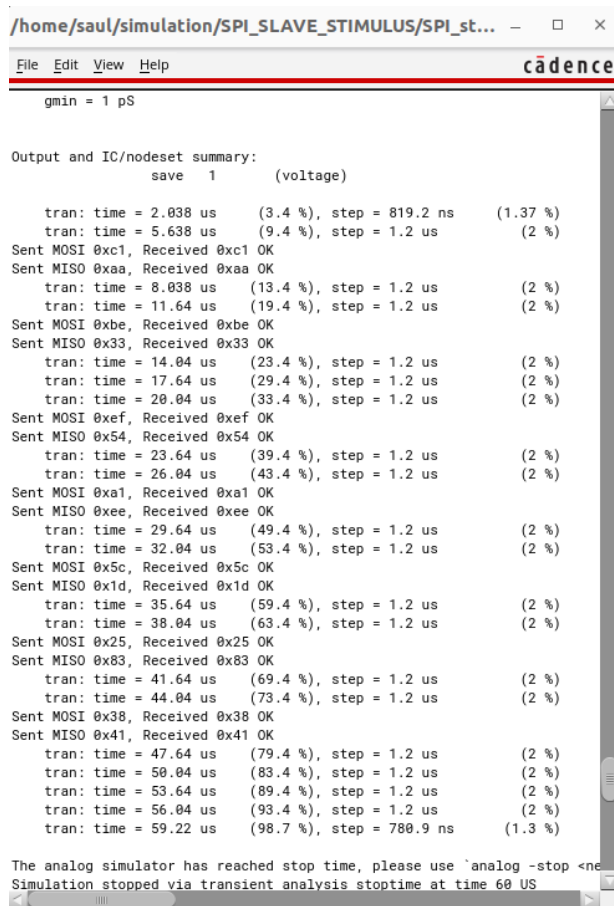 /home/saul/simulation/SPI_SLAVE_STIMULUS/SPI_st...
File Edit View Help
cādence
gmin = 1 pS
Output and IC/nodeset summary:
save 1 (voltage)
tran: time = 2.038 us (3.4 %), step = 819.2 ns (1.37 %)
tran: time = 5.638 us (9.4 %), step = 1.2 us (2 %)
Sent MOSI 0xc1, Received 0xc1 OK
Sent MISO 0xaa, Received 0xaa OK
tran: time = 8.038 us (13.4 %), step = 1.2 us (2 %)
tran: time = 11.64 us (19.4 %), step = 1.2 us (2 %)
Sent MOSI 0xbe, Received 0xbe OK
Sent MISO 0x33, Received 0x33 OK
tran: time = 14.04 us (23.4 %), step = 1.2 us (2 %)
tran: time = 17.64 us (29.4 %), step = 1.2 us (2 %)
tran: time = 20.04 us (33.4 %), step = 1.2 us (2 %)
Sent MOSI 0xef, Received 0xef OK
Sent MISO 0x54, Received 0x54 OK
tran: time = 23.64 us (39.4 %), step = 1.2 us (2 %)
tran: time = 26.04 us (43.4 %), step = 1.2 us (2 %)
Sent MOSI 0xa1, Received 0xa1 OK
Sent MISO 0xee, Received 0xee OK
tran: time = 29.64 us (49.4 %), step = 1.2 us (2 %)
tran: time = 32.04 us (53.4 %), step = 1.2 us (2 %)
Sent MOSI 0x5c, Received 0x5c OK
Sent MISO 0x1d, Received 0x1d OK
tran: time = 35.64 us (59.4 %), step = 1.2 us (2 %)
tran: time = 38.04 us (63.4 %), step = 1.2 us (2 %)
Sent MOSI 0x25, Received 0x25 OK
Sent MISO 0x83, Received 0x83 OK
tran: time = 41.64 us (69.4 %), step = 1.2 us (2 %)
tran: time = 44.04 us (73.4 %), step = 1.2 us (2 %)
Sent MOSI 0x38, Received 0x38 OK
Sent MISO 0x41, Received 0x41 OK
tran: time = 47.64 us (79.4 %), step = 1.2 us (2 %)
tran: time = 50.04 us (83.4 %), step = 1.2 us (2 %)
tran: time = 53.64 us (89.4 %), step = 1.2 us (2 %)
tran: time = 56.04 us (93.4 %), step = 1.2 us (2 %)
tran: time = 59.22 us (98.7 %), step = 780.9 ns (1.3 %)
The analog simulator has reached stop time, please use `analog -stop <ne
Simulation stopped via transient analysis stoptime at time 60 US